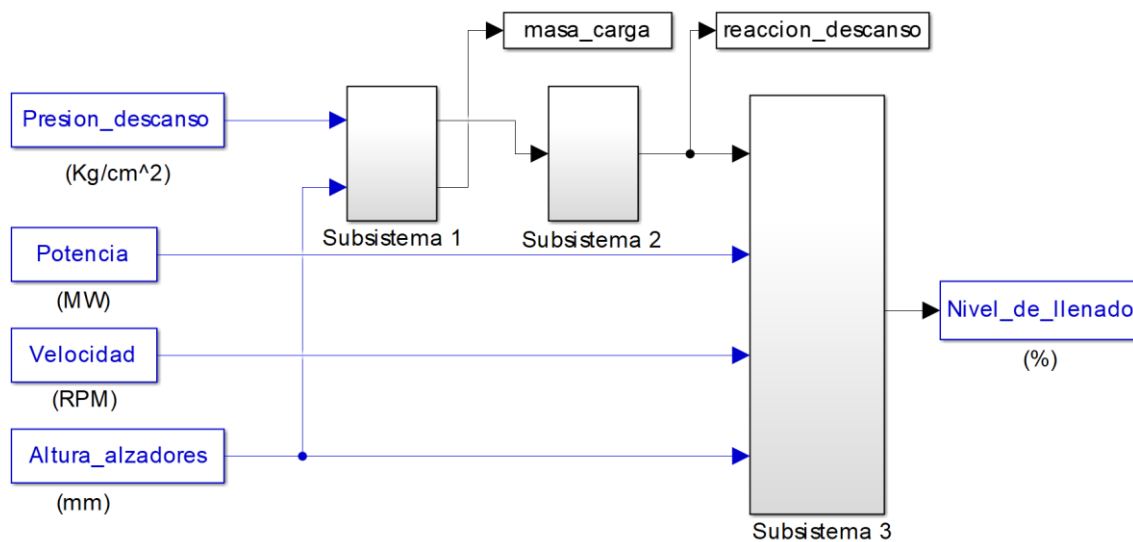 masa_carga
reaccion_descanso
Presion_descanso
(Kg/cm^2)
Subsistema 1
Subsistema 2
Potencia
(MW)
Nivel_de_llenado
(%)
Velocidad
(RPM)
Altura_alzadores
(mm)
Subsistema 3